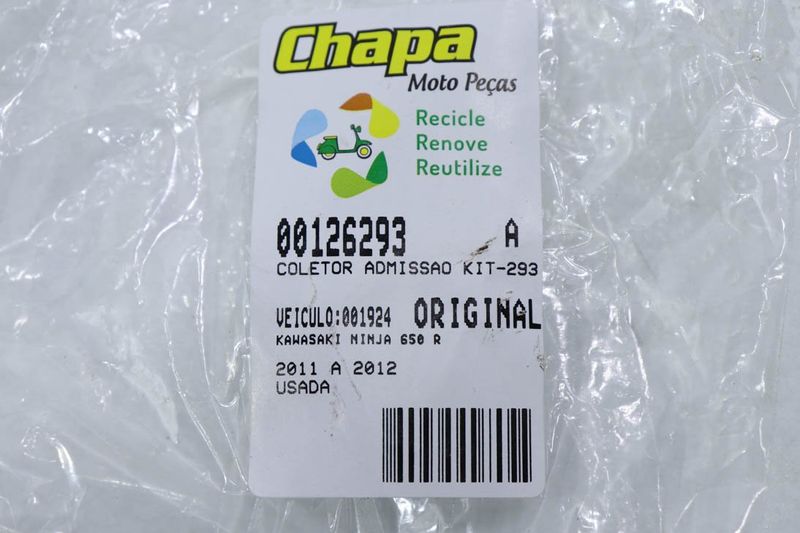 Chapa
Moto Peças
Recicle
Renove
Reutilize
00126293 A
COLETOR ADMISSAO KIT-293
VEICULO:001924 ORIGINAL
KAWASAKI NINJA 650 R
2011 A 2012
USADA